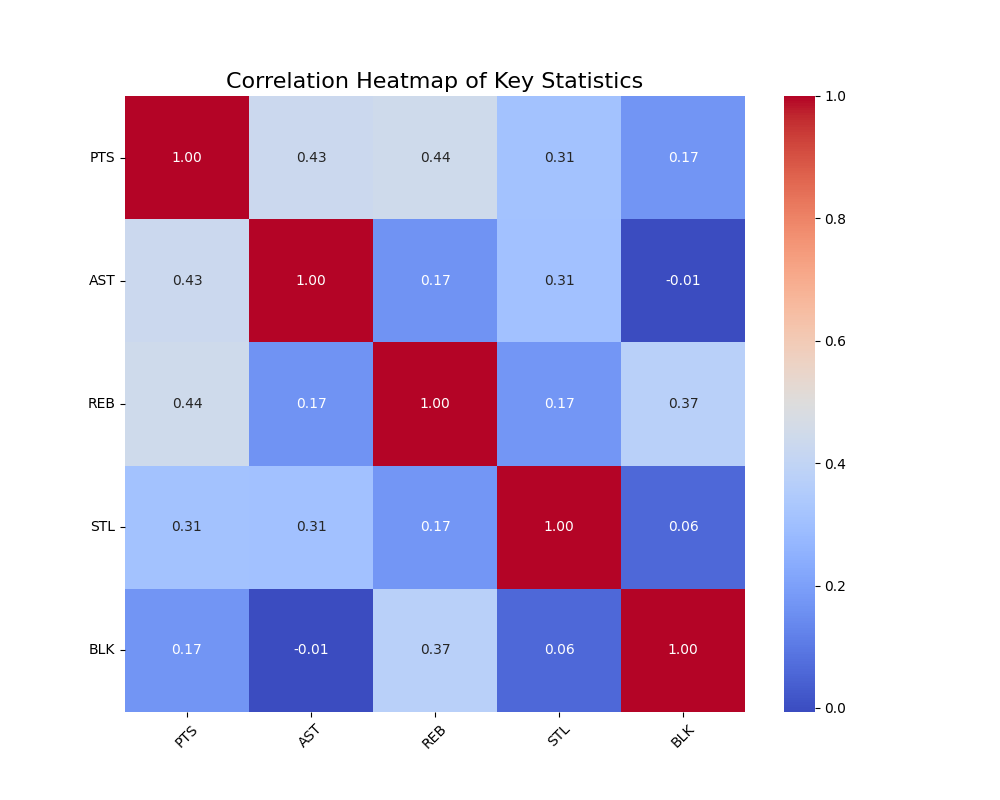 Correlation Heatmap of Key Statistics
PTS 1.00 0.43 0.44 0.31 0.17
AST 0.43 1.00 0.17 0.31 -0.01
REB 0.44 0.17 1.00 0.17 0.37
STL 0.31 0.31 0.17 1.00 0.06
BLK 0.17 -0.01 0.37 0.06 1.00
PTS AST REB STL BLK
1.0
0.8
0.6
0.4
0.2
0.0